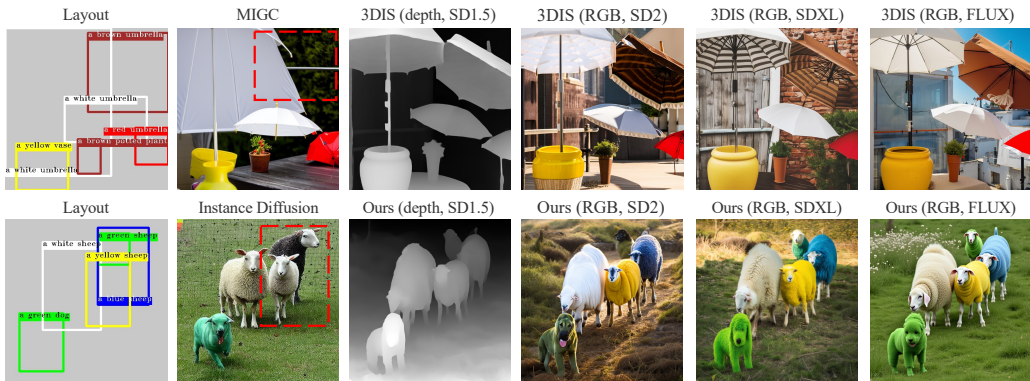 Layout
MIGC
3DIS (depth, SD1.5)
3DIS (RGB, SD2)
3DIS (RGB, SDXL)
3DIS (RGB, FLUX)
a brown umbrella
a white umbrella
a red umbrella
a brown potted plant
a yellow vase
a white umbrella
Layout
Instance Diffusion
Ours (depth, SD1.5)
Ours (RGB, SD2)
Ours (RGB, SDXL)
Ours (RGB, FLUX)
a green sheep
a white sheep
a yellow sheep
a blue sheep
a green dog